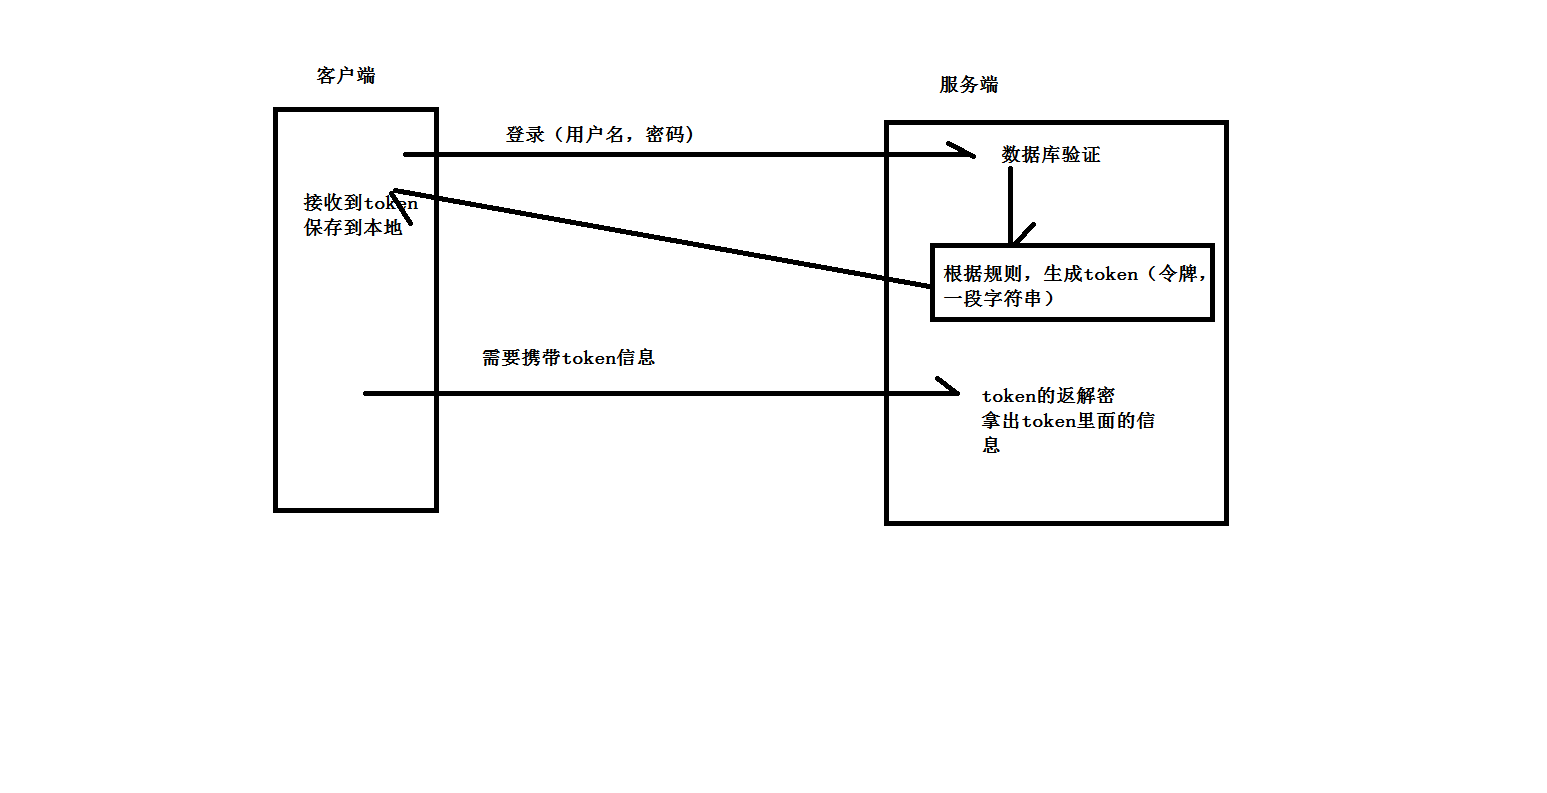 客户端
服务端
登录（用户名，密码）
数据库验证
接收到token
保存到本地
根据规则，生成token（令牌，
一段字符串）
需要携带token信息
token的返解密
拿出token里面的信
息